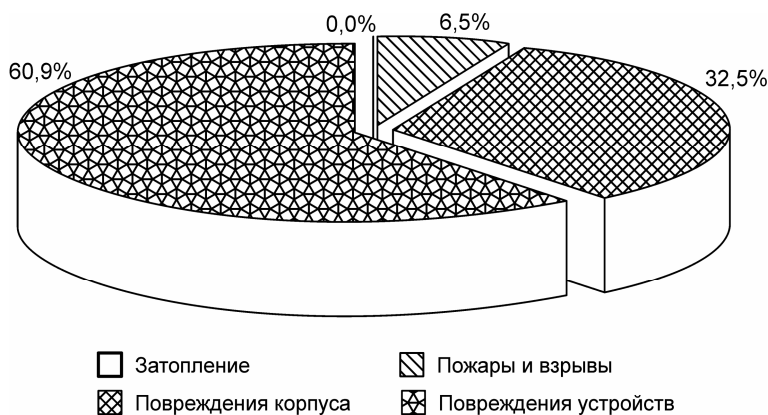 0,0%
6,5%
60,9%
32,5%
Затопление
Пожары и взрывы
Повреждения корпуса
Повреждения устройств